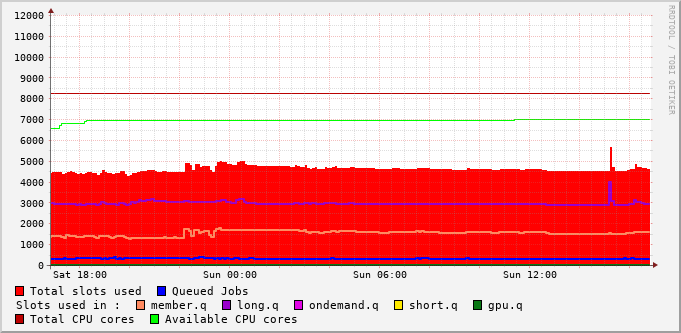 12000
11000
10000
9000
8000
7000
6000
5000
4000
3000
2000
1000
0
Sat 18:00 Sun 00:00 Sun 06:00 Sun 12:00
RRDTOOL / TOBI OETIKER
Total slots used Queued Jobs
Slots used in : member.q long.q ondemand.q short.q gpu.q
Total CPU cores Available CPU cores